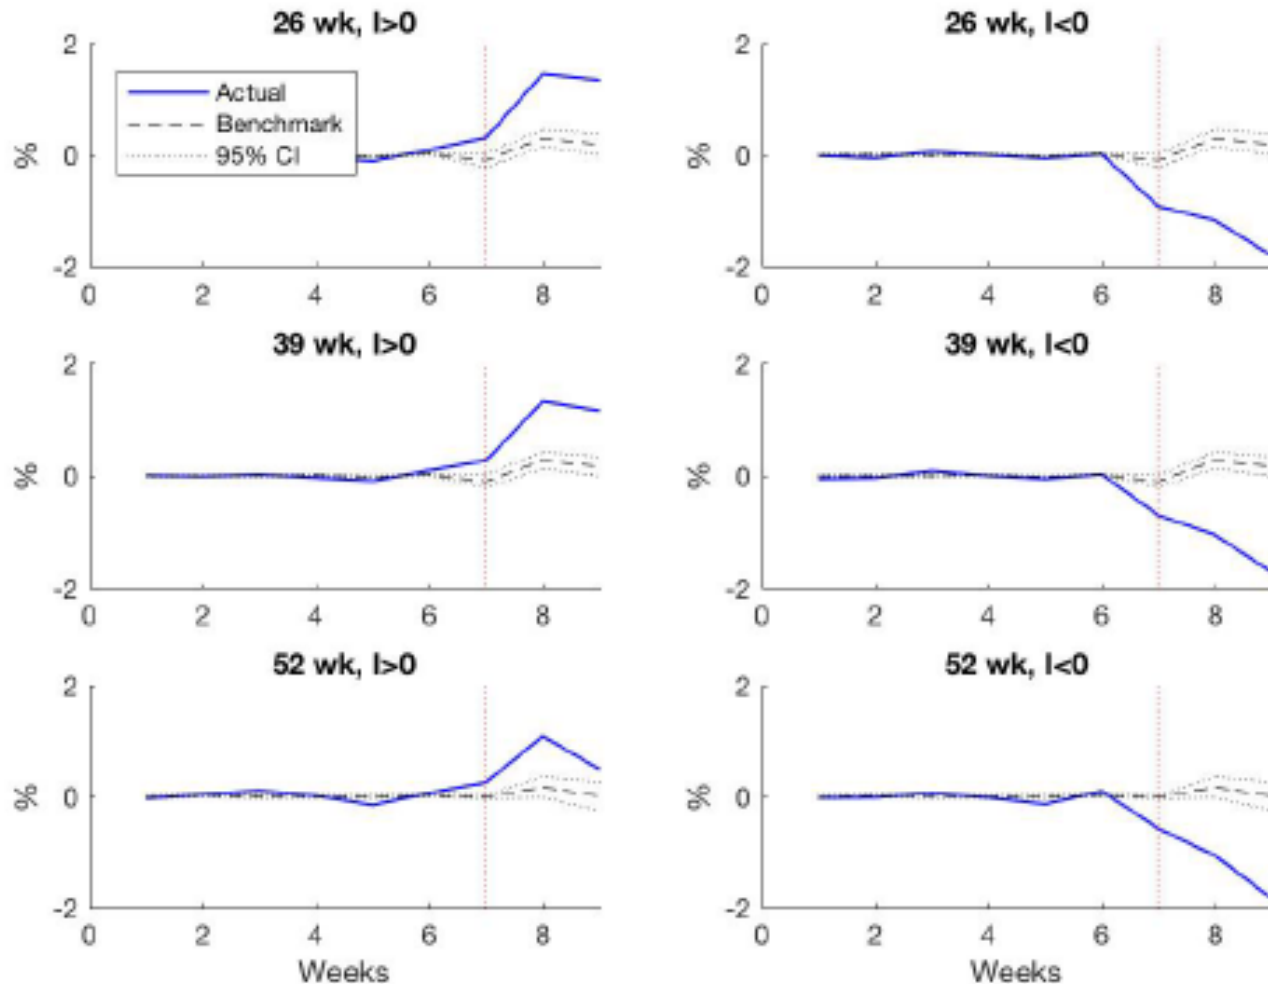 26 wk, I>0
2
Actual
Benchmark
95% CI
%
0
-2
0 2 4 6 8
26 wk, I<0
2
%
0
-2
0 2 4 6 8
39 wk, I>0
2
%
0
-2
0 2 4 6 8
39 wk, I<0
2
%
0
-2
0 2 4 6 8
52 wk, I>0
2
%
0
-2
0 2 4 6 8
Weeks
52 wk, I<0
2
%
0
-2
0 2 4 6 8
Weeks